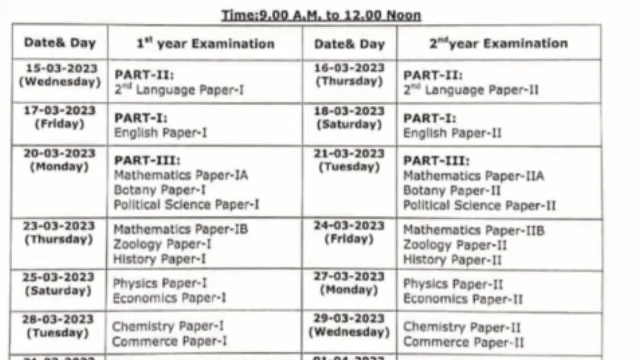 Time:9.00 A.M. to 12.00 Noon
Date& Day 1st year Examination Date& Day 2nd year Examination
15-03-2023 (Wednesday) PART-II: 2nd Language Paper-I 16-03-2023 (Thursday) PART-II: 2nd Language Paper-II
17-03-2023 (Friday) PART-I: English Paper-I 18-03-2023 (Saturday) PART-I: English Paper-II
20-03-2023 (Monday) PART-III: Mathematics Paper-IA Botany Paper-I Political Science Paper-I 21-03-2023 (Tuesday) PART-III: Mathematics Paper-IIA Botany Paper-II Political Science Paper-II
23-03-2023 (Thursday) Mathematics Paper-IB Zoology Paper-I History Paper-I 24-03-2023 (Friday) Mathematics Paper-IIB Zoology Paper-II History Paper-II
25-03-2023 (Saturday) Physics Paper-I Economics Paper-I 27-03-2023 (Monday) Physics Paper-II Economics Paper-II
28-03-2023 (Tuesday) Chemistry Paper-I Commerce Paper-I 29-03-2023 (Wednesday) Chemistry Paper-II Commerce Paper-II